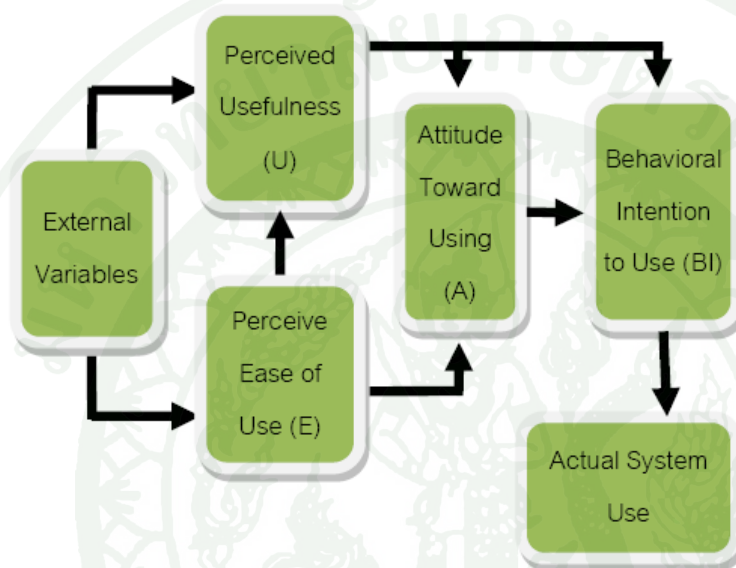 Perceived
Usefulness
(U)
External
Variables
Perceive
Ease of
Use (E)
Attitude
Toward
Using
(A)
Behavioral
Intention
to Use (BI)
Actual System
Use